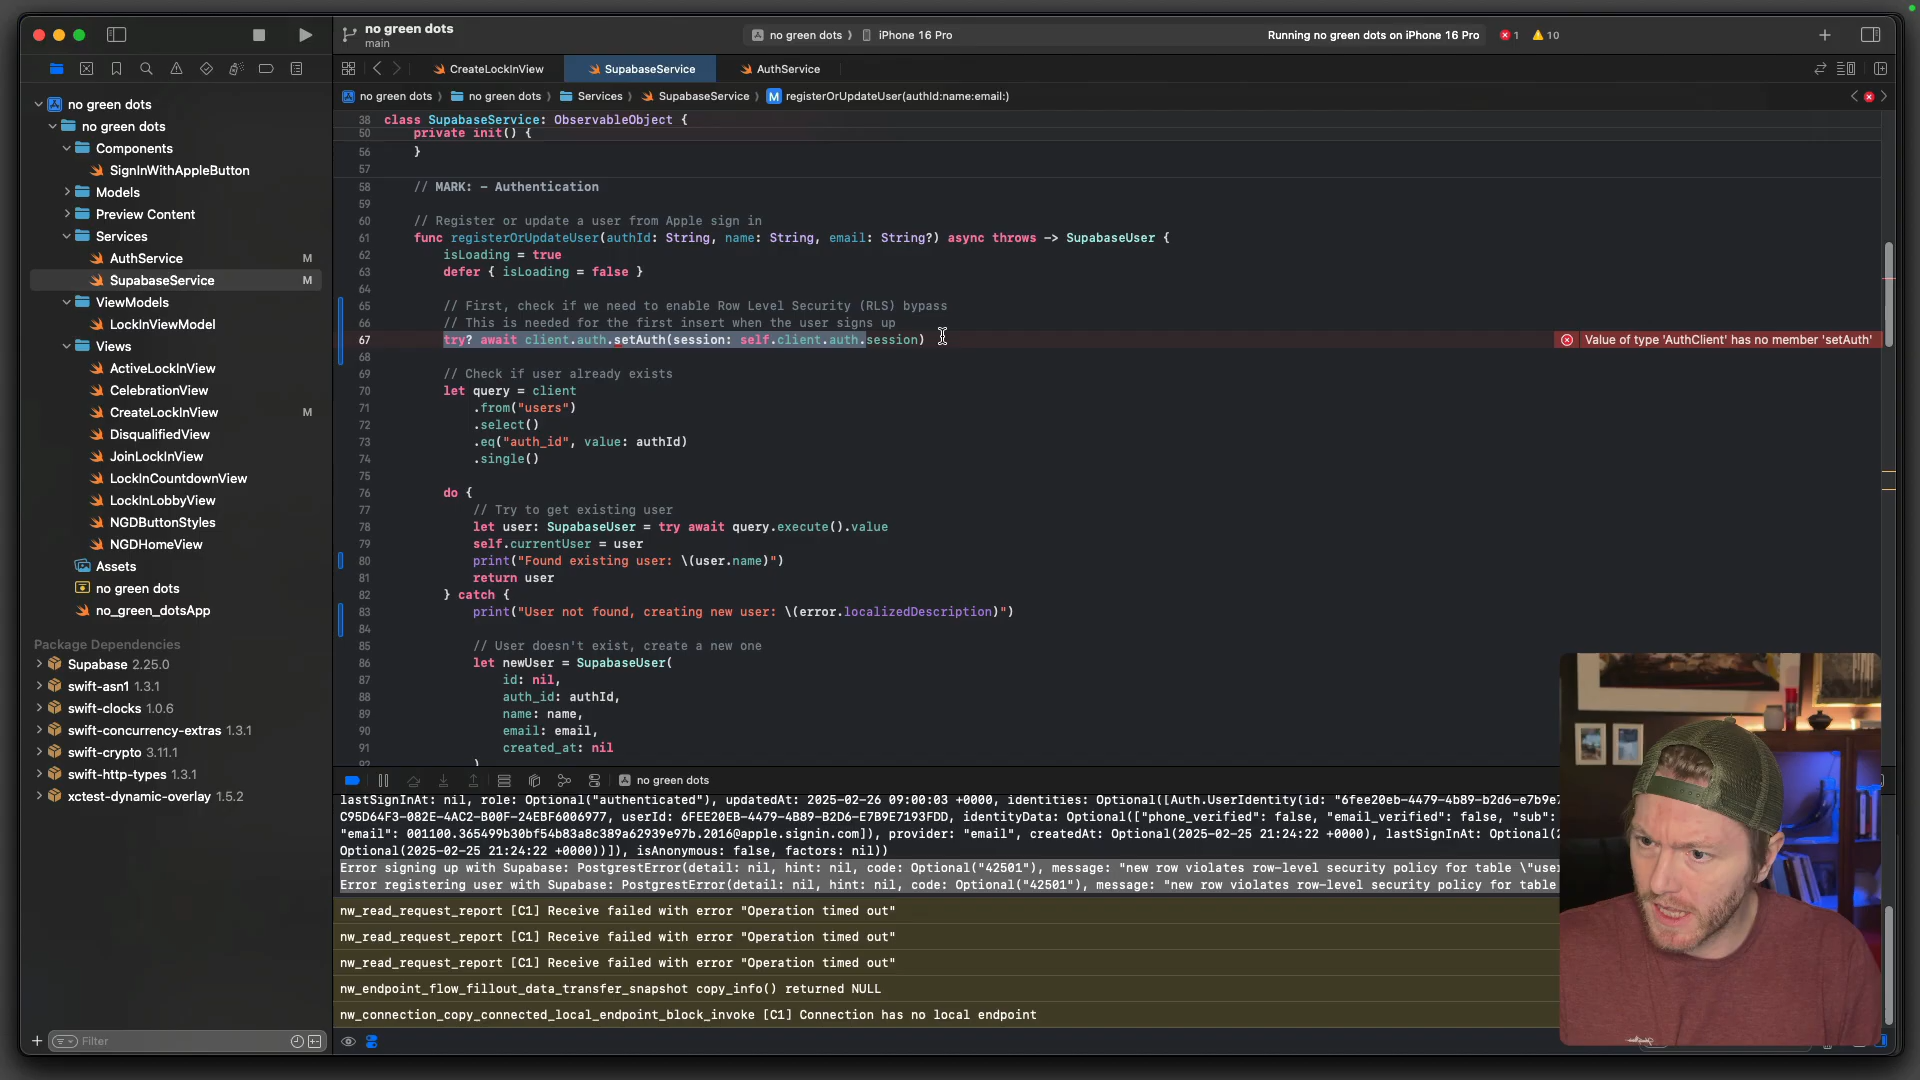 no green dots
main
no green dots
iPhone 16 Pro
Running no green dots on iPhone 16 Pro
1
10
CreateLockInView
SupabaseService
AuthService
no green dots
no green dots
Services
SupabaseService
M
registerOrUpdateUser(authId:name:email:)
no green dots
no green dots
Components
SignInWithAppleButton
Models
Preview Content
Services
AuthService M
SupabaseService M
ViewModels
LockInViewModel
Views
ActiveLockInView
CelebrationView
CreateLockInView M
DisqualifiedView
JoinLockInView
LockInCountdownView
LockInLobbyView
NGDButtonStyles
NGDHomeView
Assets
no green dots
no_green_dotsApp
Package Dependencies
Supabase 2.25.0
swift-asn1 1.3.1
swift-clocks 1.0.6
swift-concurrency-extras 1.3.1
swift-crypto 3.11.1
swift-http-types 1.3.1
xctest-dynamic-overlay 1.5.2
Filter
38 class SupabaseService: ObservableObject {
50 private init() {
56 }
57
58 // MARK: - Authentication
59
60 // Register or update a user from Apple sign in
61 func registerOrUpdateUser(authId: String, name: String, email: String?) async throws -> SupabaseUser {
62 isLoading = true
63 defer { isLoading = false }
64
65 // First, check if we need to enable Row Level Security (RLS) bypass
66 // This is needed for the first insert when the user signs up
67 try? await client.auth.setAuth(session: self.client.auth.session)
Value of type 'AuthClient' has no member 'setAuth'
68
69 // Check if user already exists
70 let query = client
71 .from("users")
72 .select()
73 .eq("auth_id", value: authId)
74 .single()
75
76 do {
77 // Try to get existing user
78 let user: SupabaseUser = try await query.execute().value
79 self.currentUser = user
80 print("Found existing user: \(user.name)")
81 return user
82 } catch {
83 print("User not found, creating new user: \(error.localizedDescription)")
84
85 // User doesn't exist, create a new one
86 let newUser = SupabaseUser(
87 id: nil,
88 auth_id: authId,
89 name: name,
90 email: email,
91 created_at: nil
92 )
no green dots
lastSignInAt: nil, role: Optional("authenticated"), updatedAt: 2025-02-26 09:00:03 +0000, identities: Optional([Auth.UserIdentity(id: "6fee20eb-4479-4b89-b2d6-e7b9e7
C95D64F3-082E-4AC2-B00F-24EBF6006977, userId: 6FEE20EB-4479-4B89-B2D6-E7B9E7193FDD, identityData: Optional(["phone_verified": false, "email_verified": false, "sub":
"email": 001100.365499b30bf54b83a8c389a62939e97b.2016@apple.signin.com]), provider: "email", createdAt: Optional(2025-02-25 21:24:22 +0000), lastSignInAt: Optional(2
Optional(2025-02-25 21:24:22 +0000))]), isAnonymous: false, factors: nil))
Error signing up with Supabase: PostgrestError(detail: nil, hint: nil, code: Optional("42501"), message: "new row violates row-level security policy for table \"use
Error registering user with Supabase: PostgrestError(detail: nil, hint: nil, code: Optional("42501"), message: "new row violates row-level security policy for table
nw_read_request_report [C1] Receive failed with error "Operation timed out"
nw_read_request_report [C1] Receive failed with error "Operation timed out"
nw_read_request_report [C1] Receive failed with error "Operation timed out"
nw_endpoint_flow_fillout_data_transfer_snapshot copy_info() returned NULL
nw_connection_copy_connected_local_endpoint_block_invoke [C1] Connection has no local endpoint